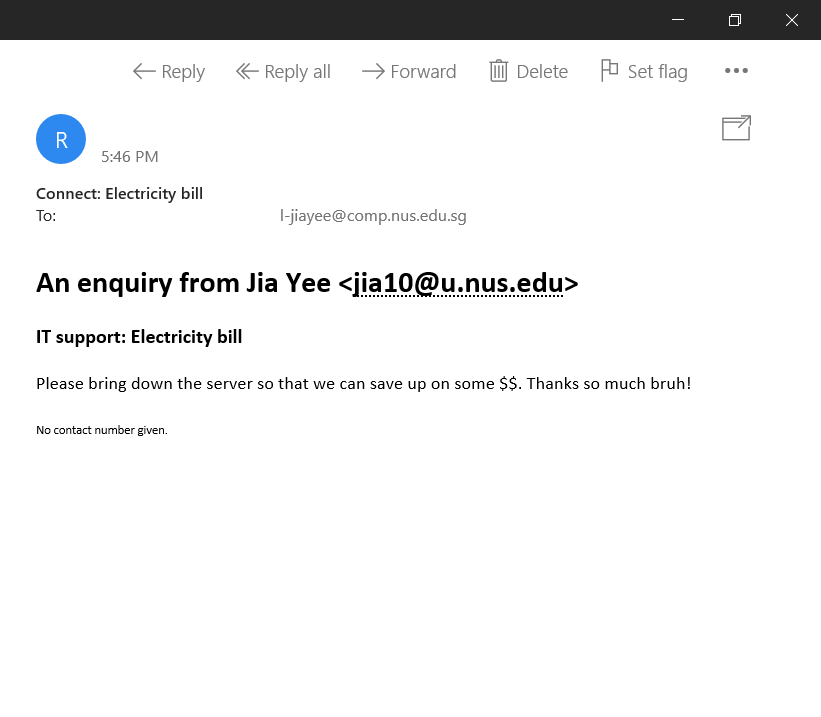 Reply Reply all Forward Delete Set flag
R
5:46 PM
Connect: Electricity bill
To: l-jiayee@comp.nus.edu.sg
An enquiry from Jia Yee <jia10@u.nus.edu>
IT support: Electricity bill
Please bring down the server so that we can save up on some $$. Thanks so much bruh!
No contact number given.